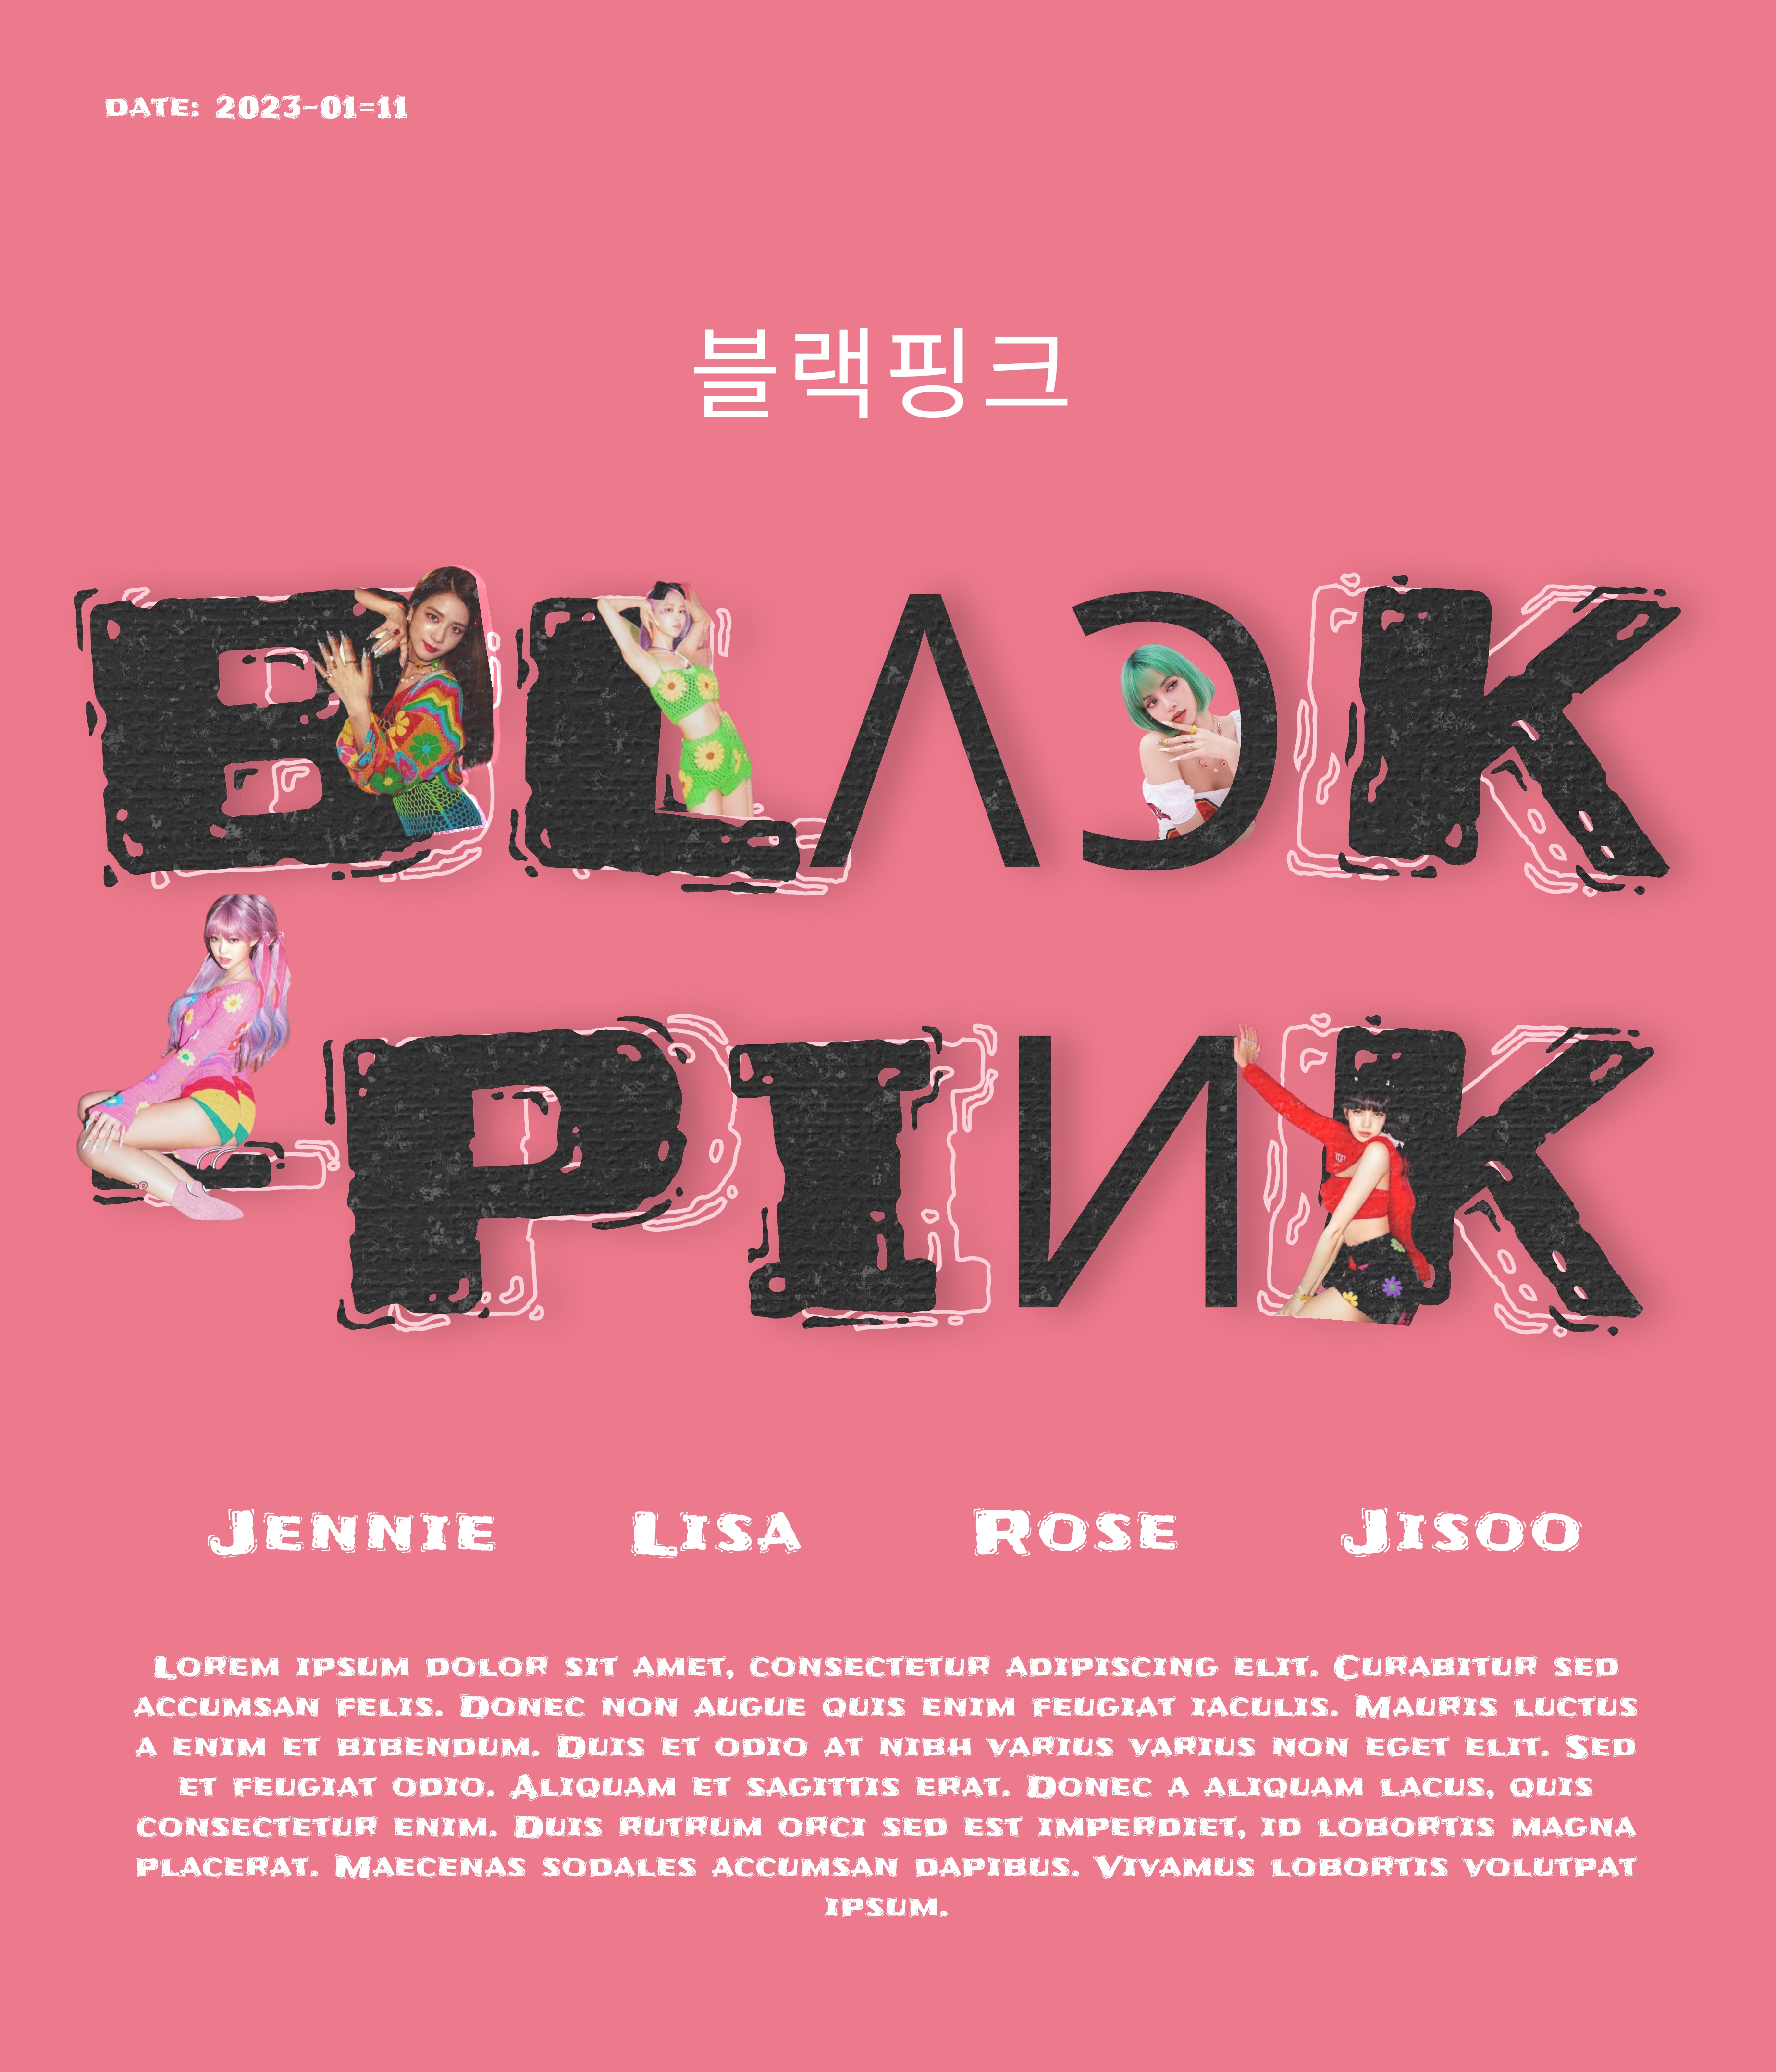 DATE: 2023-01=11
블랙핑크
BLΛϽK
-PIИK
Jennie Lisa Rose Jisoo
Lorem ipsum dolor sit amet, consectetur adipiscing elit. Curabitur sed
accumsan felis. Donec non augue quis enim feugiat iaculis. Mauris luctus
a enim et bibendum. Duis et odio at nibh varius varius non eget elit. Sed
et feugiat odio. Aliquam et sagittis erat. Donec a aliquam lacus, quis
consectetur enim. Duis rutrum orci sed est imperdiet, id lobortis magna
placerat. Maecenas sodales accumsan dapibus. Vivamus lobortis volutpat
ipsum.